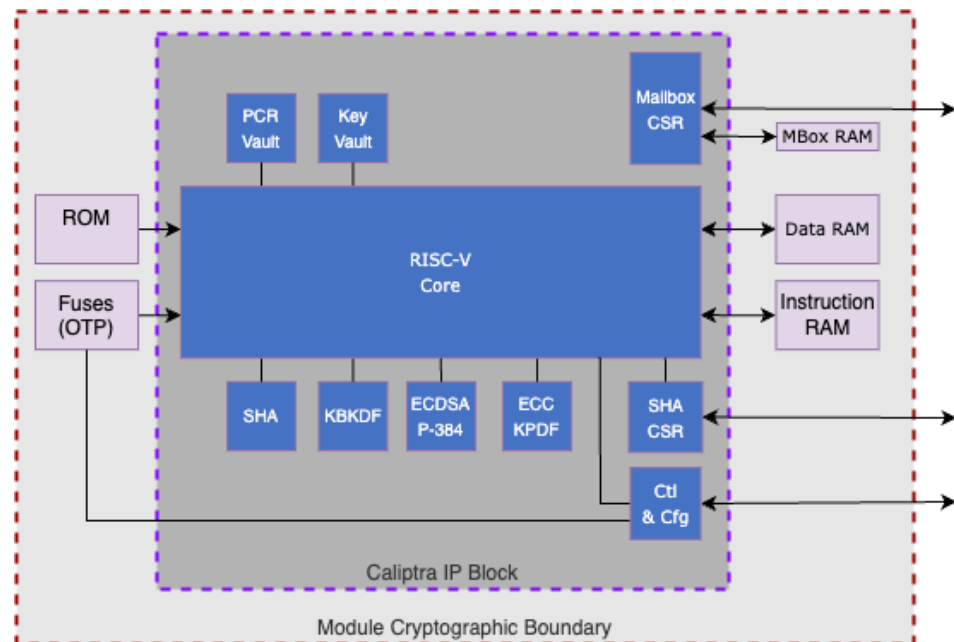 Mailbox
CSR
PCR
Vault
Key
Vault
MBox RAM
ROM
Data RAM
RISC-V
Core
Fuses
(OTP)
Instruction
RAM
SHA
KBKDF
ECDSA
P-384
ECC
KPDF
SHA
CSR
Ctl
& Cfg
Caliptra IP Block
Module Cryptographic Boundary